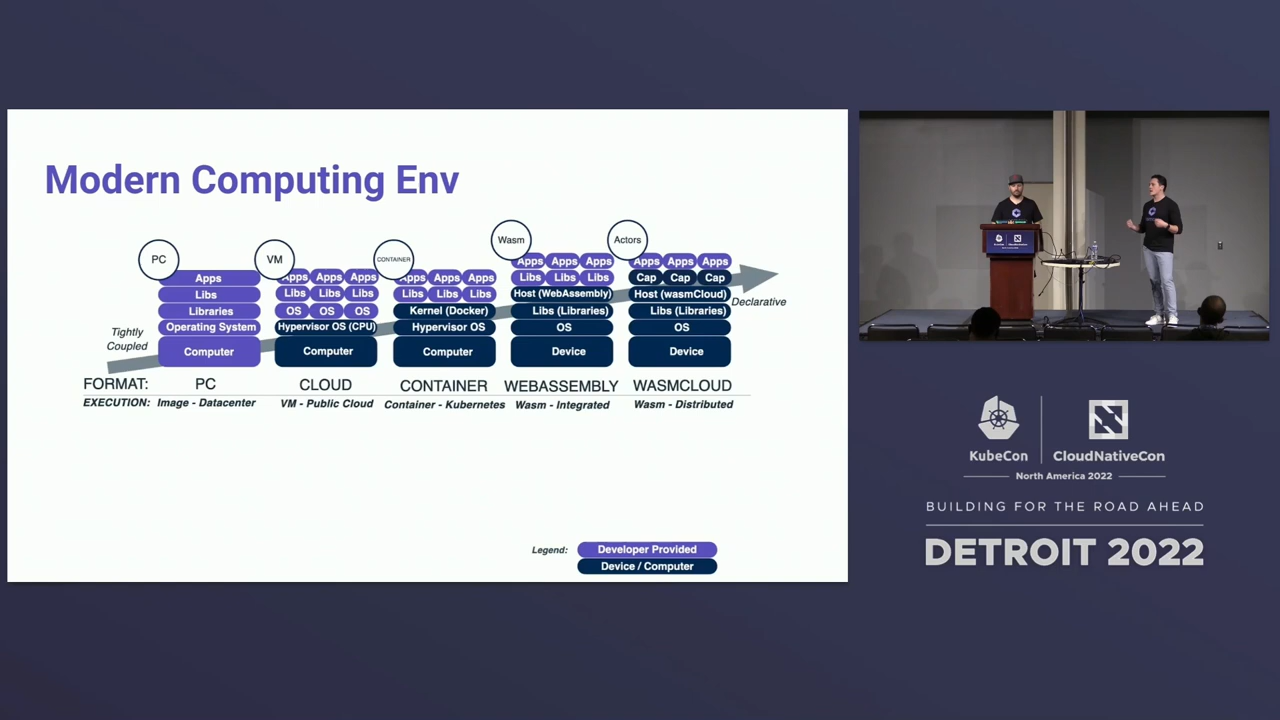 Modern Computing Env
PC
VM
CONTAINER
Wasm
Actors
Apps
Libs
Libraries
Operating System
Computer
Apps Apps Apps
Libs Libs Libs
OS OS OS
Hypervisor OS (CPU)
Computer
Apps Apps Apps
Libs Libs Libs
Kernel (Docker)
Hypervisor OS
Computer
Apps Apps Apps
Libs Libs Libs
Host (WebAssembly)
Libs (Libraries)
OS
Device
Apps Apps Apps
Cap Cap Cap
Host (wasmCloud)
Libs (Libraries)
OS
Device
Tightly
Coupled
Declarative
FORMAT: PC CLOUD CONTAINER WEBASSEMBLY WASMCLOUD
EXECUTION: Image - Datacenter VM - Public Cloud Container - Kubernetes Wasm - Integrated Wasm - Distributed
Legend: Developer Provided
Device / Computer
KubeCon CloudNativeCon
North America 2022
BUILDING FOR THE ROAD AHEAD
DETROIT 2022